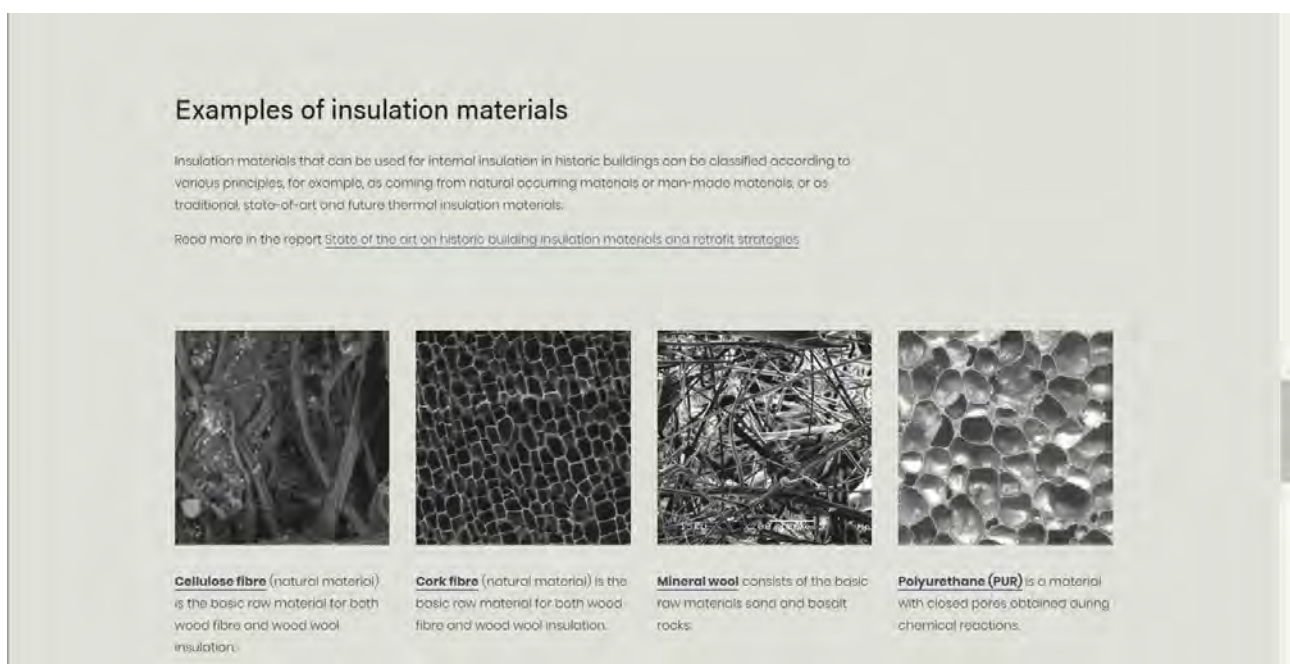 Examples of insulation materials
Insulation materials that can be used for internal insulation in historic buildings can be classified according to
various principles, for example, as coming from natural occurring materials or man-made materials, or as
traditional, state-of-art and future thermal insulation materials.
Read more in the report State of the art on historic building insulation materials and retrofit strategies
Cellulose fibre (natural material)
is the basic raw material for both
wood fibre and wood wool
insulation.
Cork fibre (natural material) is the
basic raw material for both wood
fibre and wood wool insulation.
Mineral wool consists of the basic
raw materials sand and basalt
rocks.
Polyurethane (PUR) is a material
with closed pores obtained during
chemical reactions.